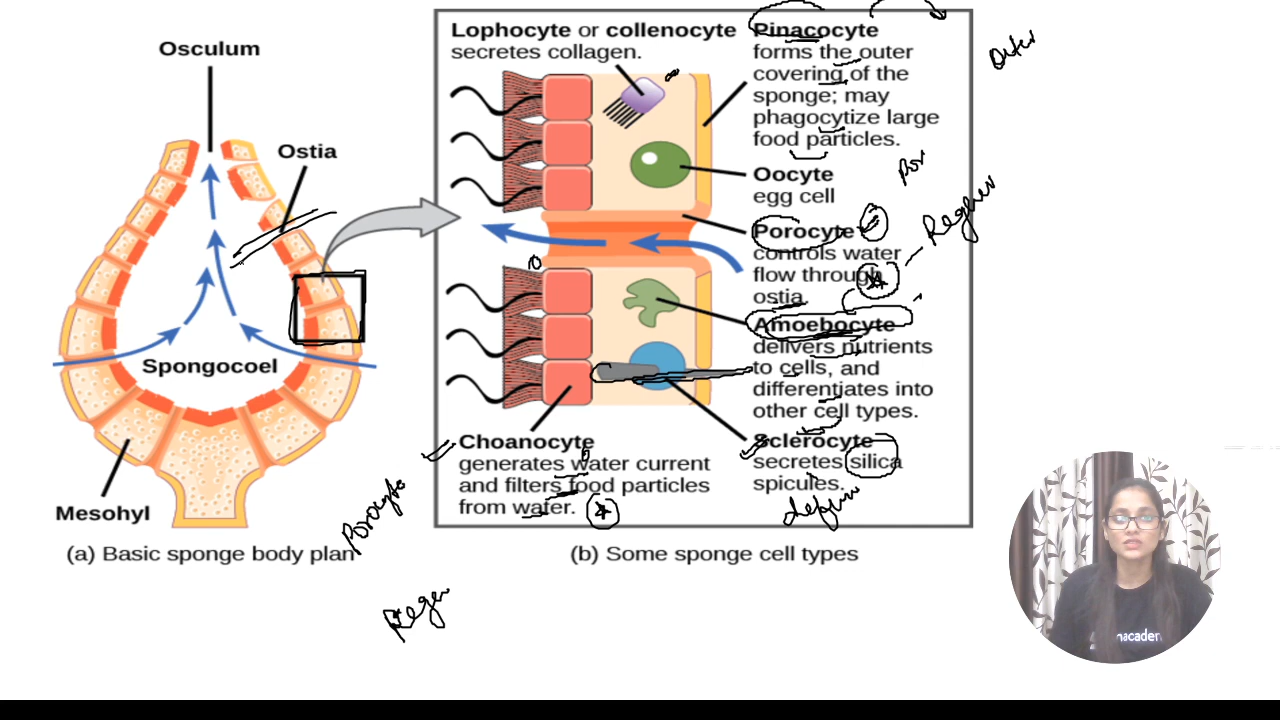 Osculum
Ostia
Spongocoel
Mesohyl
(a) Basic sponge body plan
Lophocyte or collenocyte
secretes collagen.
Pinacocyte
forms the outer
covering of the
sponge; may
phagocytize large
food particles.
Oocyte
egg cell
Porocyte
controls water
flow through
ostia.
Amoebocyte
delivers nutrients
to cells, and
differentiates into
other cell types.
Sclerocyte
secretes silica
spicules.
Choanocyte
generates water current
and filters food particles
from water.
(b) Some sponge cell types
Outer
Por
Regener
Porocyte
Regen
nacadem